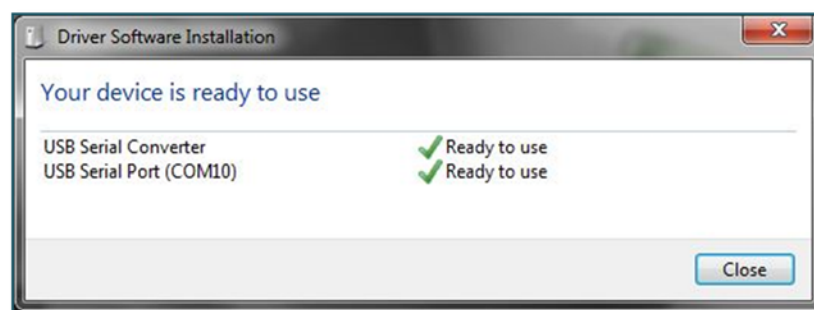 Driver Software Installation
Your device is ready to use
USB Serial Converter Ready to use
USB Serial Port (COM10) Ready to use
Close